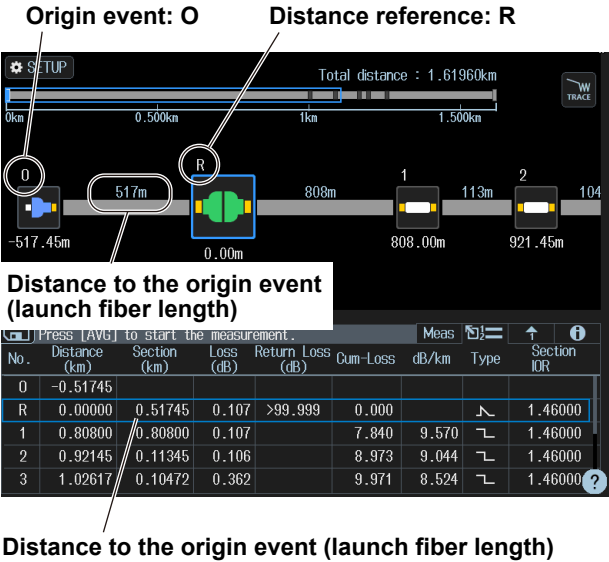 Origin event: O
Distance reference: R
SETUP
Total distance : 1.61960km
W
TRACE
0km 0.500km 1km 1.500km
O R 1 2
517m 808m 113m 104
-517.45m 0.00m 808.00m 921.45m
Distance to the origin event
(launch fiber length)
Press [AVG] to start the measurement. Meas
No. Distance (km) Section (km) Loss (dB) Return Loss (dB) Cum-Loss dB/km Type Section IOR
O -0.51745
R 0.00000 0.51745 0.107 >99.999 0.000 1.46000
1 0.80800 0.80800 0.107 7.840 9.570 1.46000
2 0.92145 0.11345 0.106 8.973 9.044 1.46000
3 1.02617 0.10472 0.362 9.971 8.524 1.46000 ?
Distance to the origin event (launch fiber length)